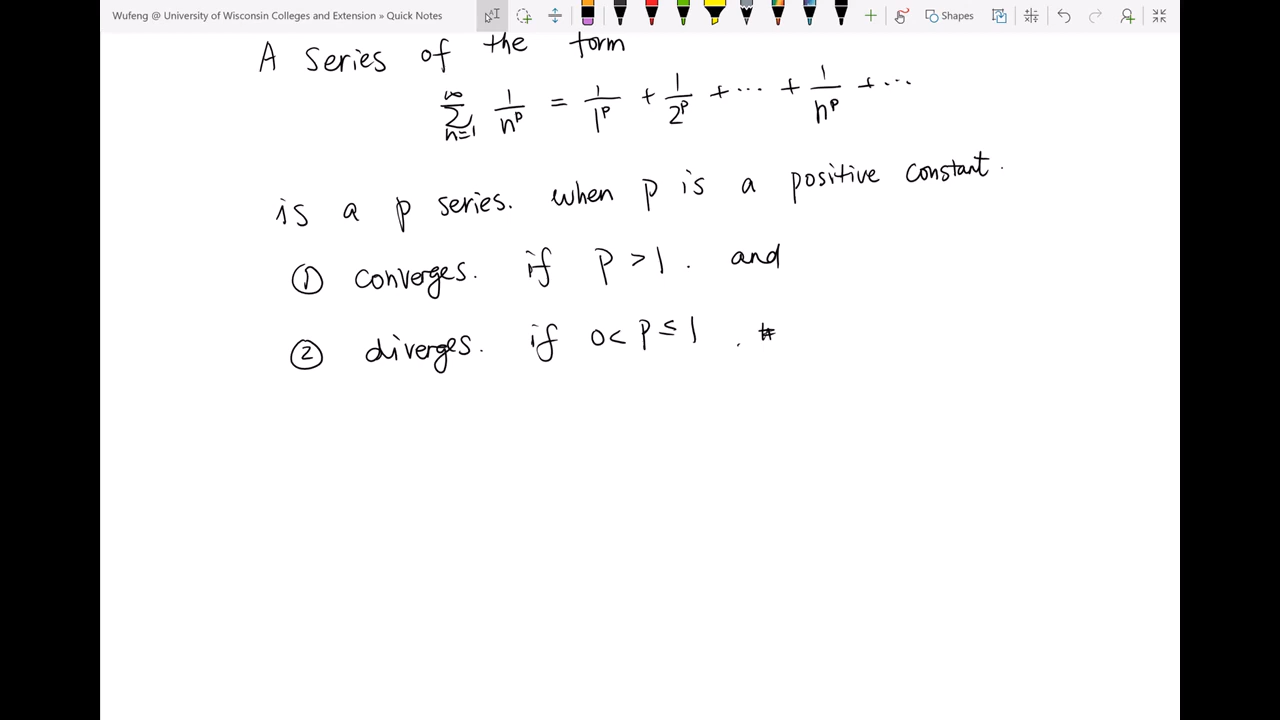 Wufeng @ University of Wisconsin Colleges and Extension » Quick Notes
Shapes
A series of the form
∞∑n=1 1/n^p = 1/1^p + 1/2^p + ⋯ + 1/n^p + ⋯
is a p series. when p is a positive constant.
① converges. if p > 1. and
② diverges. if 0 < p ≤ 1 . #